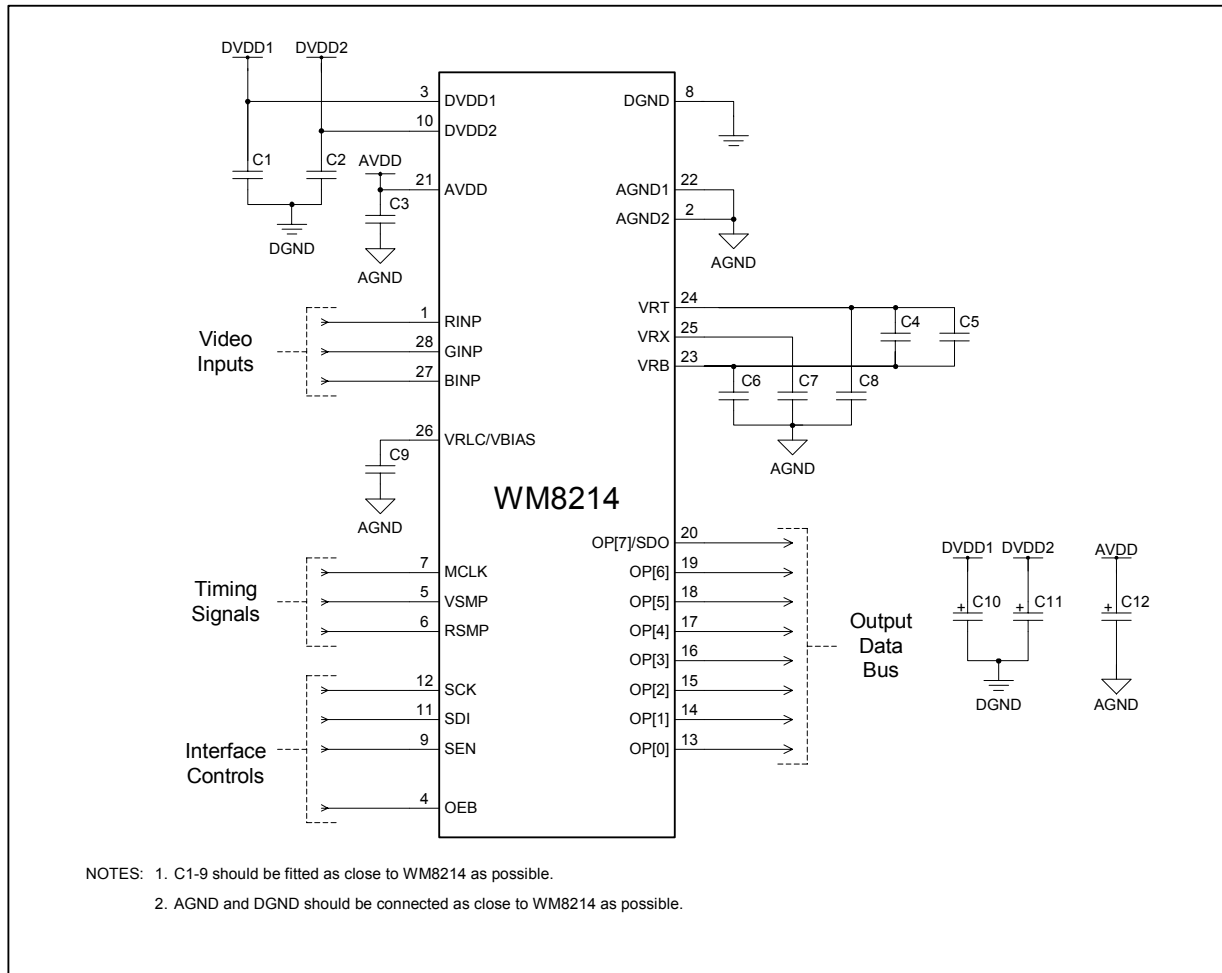 DVDD1 DVDD2
3 DVDD1
10 DVDD2
C1 C2
DGND
AVDD
21 AVDD
C3
AGND
DGND 8
AGND1 22
AGND2 2
AGND
Video
Inputs
1 RINP
28 GINP
27 BINP
VRT 24
VRX 25
VRB 23
C4 C5
C6 C7 C8
AGND
26 VRLC/VBIAS
C9
AGND
WM8214
Timing
Signals
7 MCLK
5 VSMP
6 RSMP
Interface
Controls
12 SCK
11 SDI
9 SEN
4 OEB
OP[7]/SDO 20
OP[6] 19
OP[5] 18
OP[4] 17
OP[3] 16
OP[2] 15
OP[1] 14
OP[0] 13
Output
Data
Bus
DVDD1 DVDD2 AVDD
+ C10 + C11 + C12
DGND AGND
NOTES: 1. C1-9 should be fitted as close to WM8214 as possible.
2. AGND and DGND should be connected as close to WM8214 as possible.